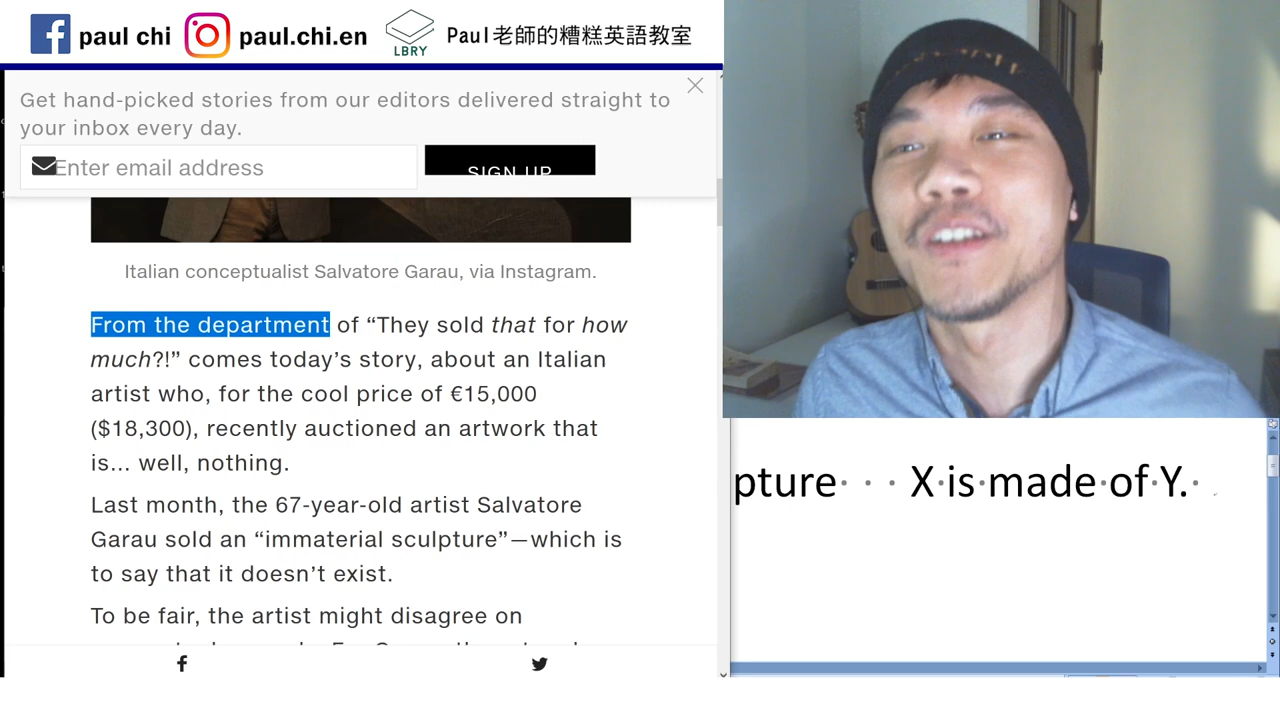 paul chi paul.chi.en LBRY Paul老師的糟糕英語教室
Get hand-picked stories from our editors delivered straight to
your inbox every day.
Enter email address
SIGN UP
Italian conceptualist Salvatore Garau, via Instagram.
From the department of “They sold that for how
much?!” comes today’s story, about an Italian
artist who, for the cool price of €15,000
($18,300), recently auctioned an artwork that
is... well, nothing.
Last month, the 67-year-old artist Salvatore
Garau sold an “immaterial sculpture”—which is
to say that it doesn’t exist.
To be fair, the artist might disagree on
pture · · · X·is·made·of·Y.·